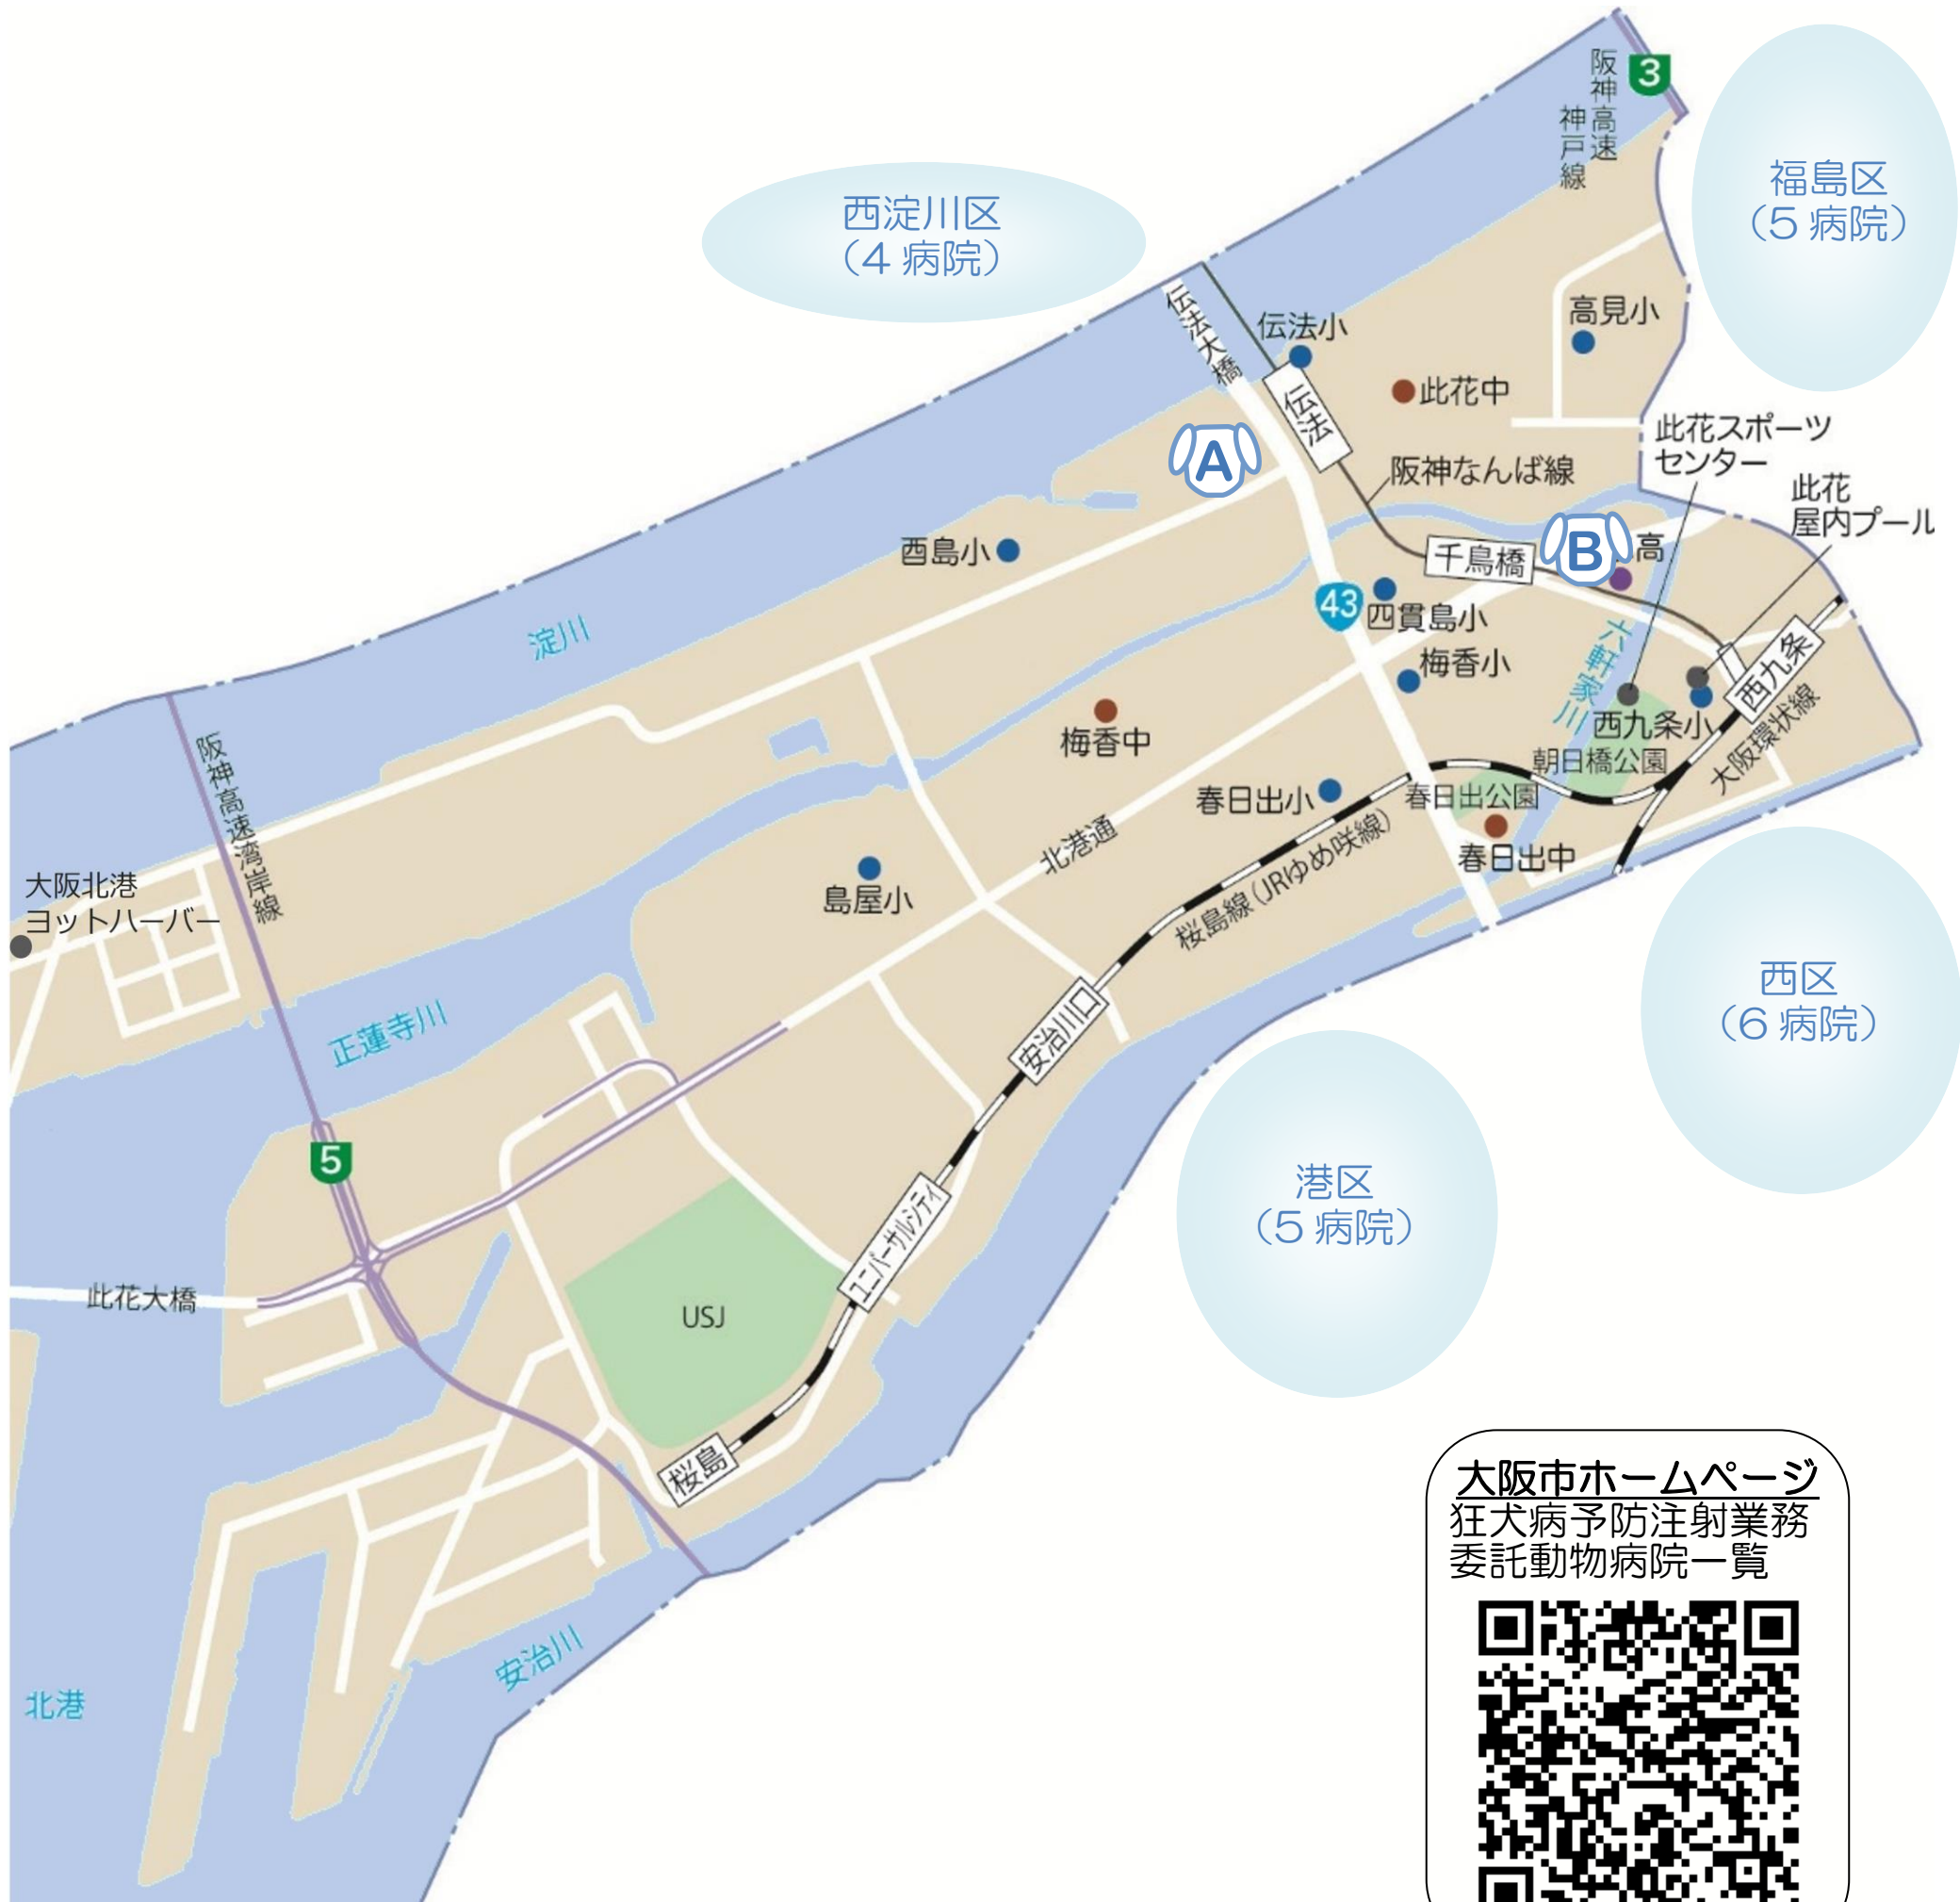 阪神高速
神戸線
3
福島区
（5 病院）
西淀川区
（4 病院）
伝法大橋
伝法小
高見小
伝法
此花中
此花スポーツ
センター
A
阪神なんば線
此花
屋内プール
酉島小
千鳥橋
B
高
43
四貫島小
淀川
六軒家川
梅香小
西九条
梅香中
西九条小
大阪環状線
朝日橋公園
阪神高速湾岸線
春日出小
春日出公園
北港通
春日出中
桜島線（JRゆめ咲線）
大阪北港
ヨットハーバー
島屋小
西区
（6 病院）
正蓮寺川
安治川口
5
港区
（5 病院）
ユニバーサルシティ
此花大橋
USJ
桜島
大阪市ホームページ
狂犬病予防注射業務
委託動物病院一覧
安治川
北港